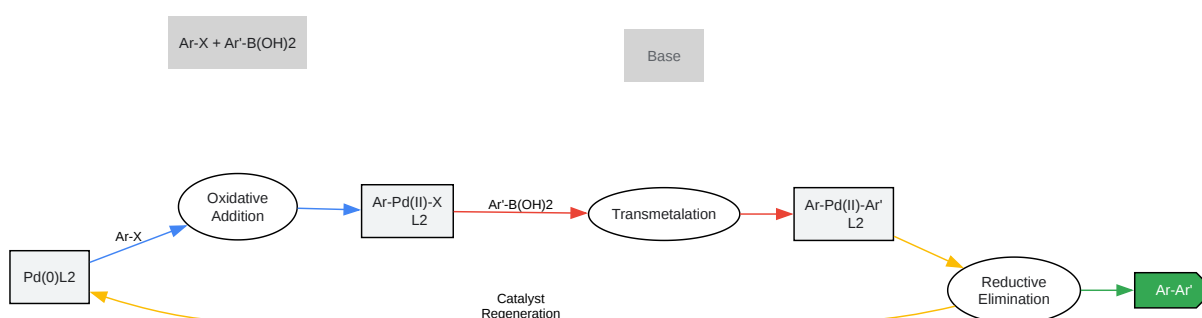 Ar-X + Ar'-B(OH)2
Base
Oxidative
Addition
Ar-Pd(II)-X
L2
Ar'-B(OH)2
Transmetalation
Ar-Pd(II)-Ar'
L2
Ar-X
Pd(0)L2
Reductive
Elimination
Ar-Ar'
Catalyst
Regeneration